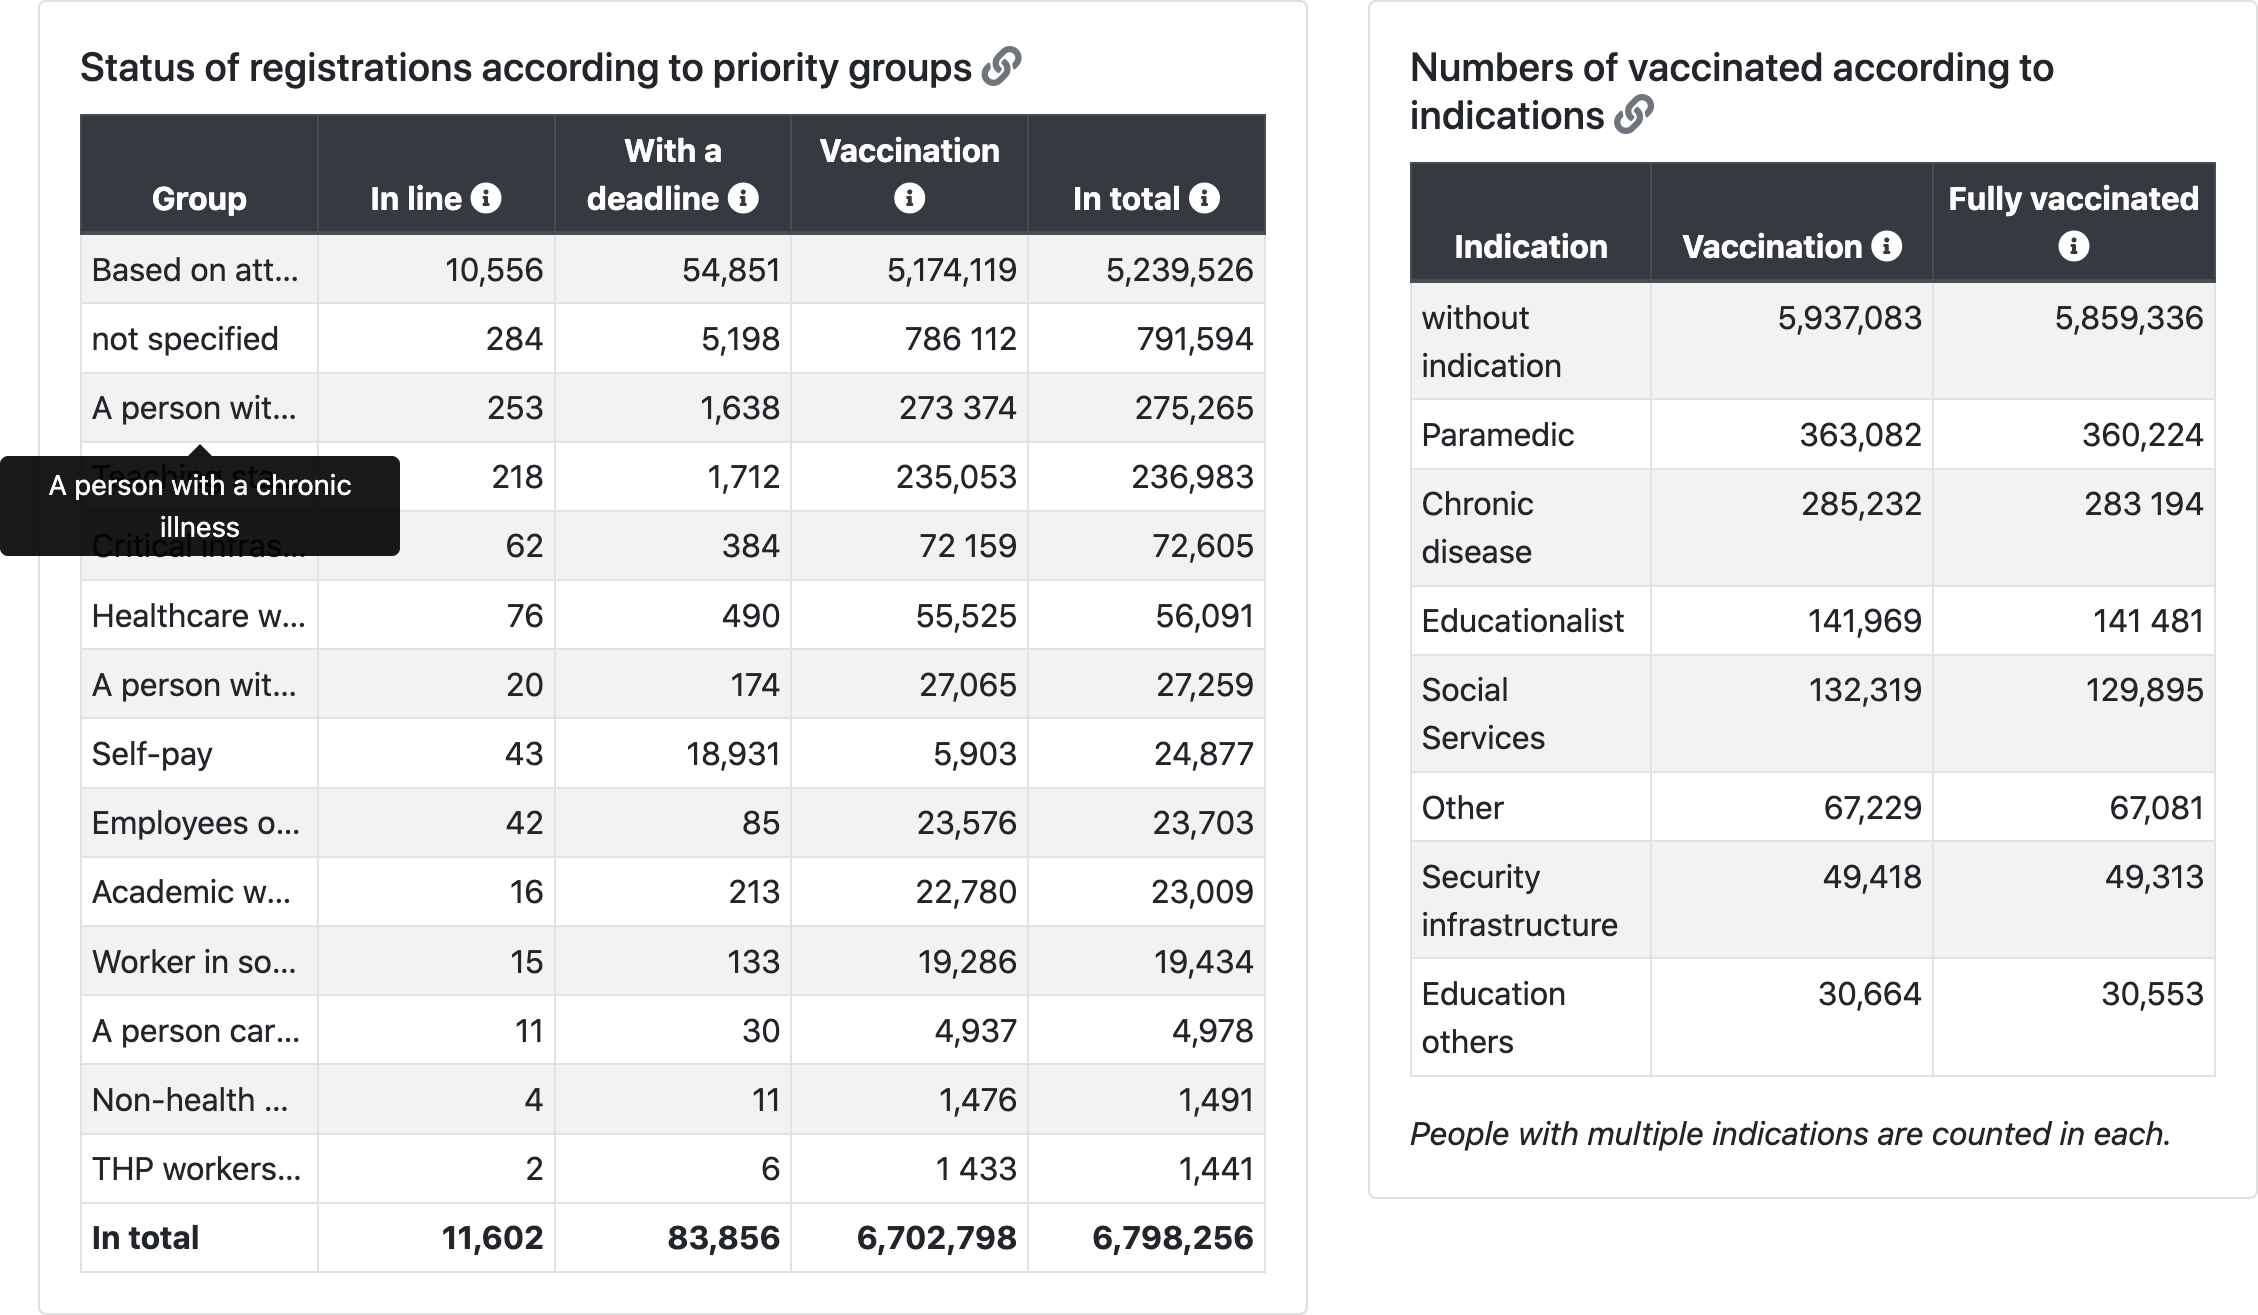 Status of registrations according to priority groups
Group In line With a deadline Vaccination In total
Based on att... 10,556 54,851 5,174,119 5,239,526
not specified 284 5,198 786 112 791,594
A person wit... 253 1,638 273 374 275,265
Teaching sta... 218 1,712 235,053 236,983
A person with a chronic
illness
Critical infras... 62 384 72 159 72,605
Healthcare w... 76 490 55,525 56,091
A person wit... 20 174 27,065 27,259
Self-pay 43 18,931 5,903 24,877
Employees o... 42 85 23,576 23,703
Academic w... 16 213 22,780 23,009
Worker in so... 15 133 19,286 19,434
A person car... 11 30 4,937 4,978
Non-health ... 4 11 1,476 1,491
THP workers... 2 6 1 433 1,441
In total 11,602 83,856 6,702,798 6,798,256
Numbers of vaccinated according to
indications
Indication Vaccination Fully vaccinated
without
indication 5,937,083 5,859,336
Paramedic 363,082 360,224
Chronic
disease 285,232 283 194
Educationalist 141,969 141 481
Social
Services 132,319 129,895
Other 67,229 67,081
Security
infrastructure 49,418 49,313
Education
others 30,664 30,553
People with multiple indications are counted in each.